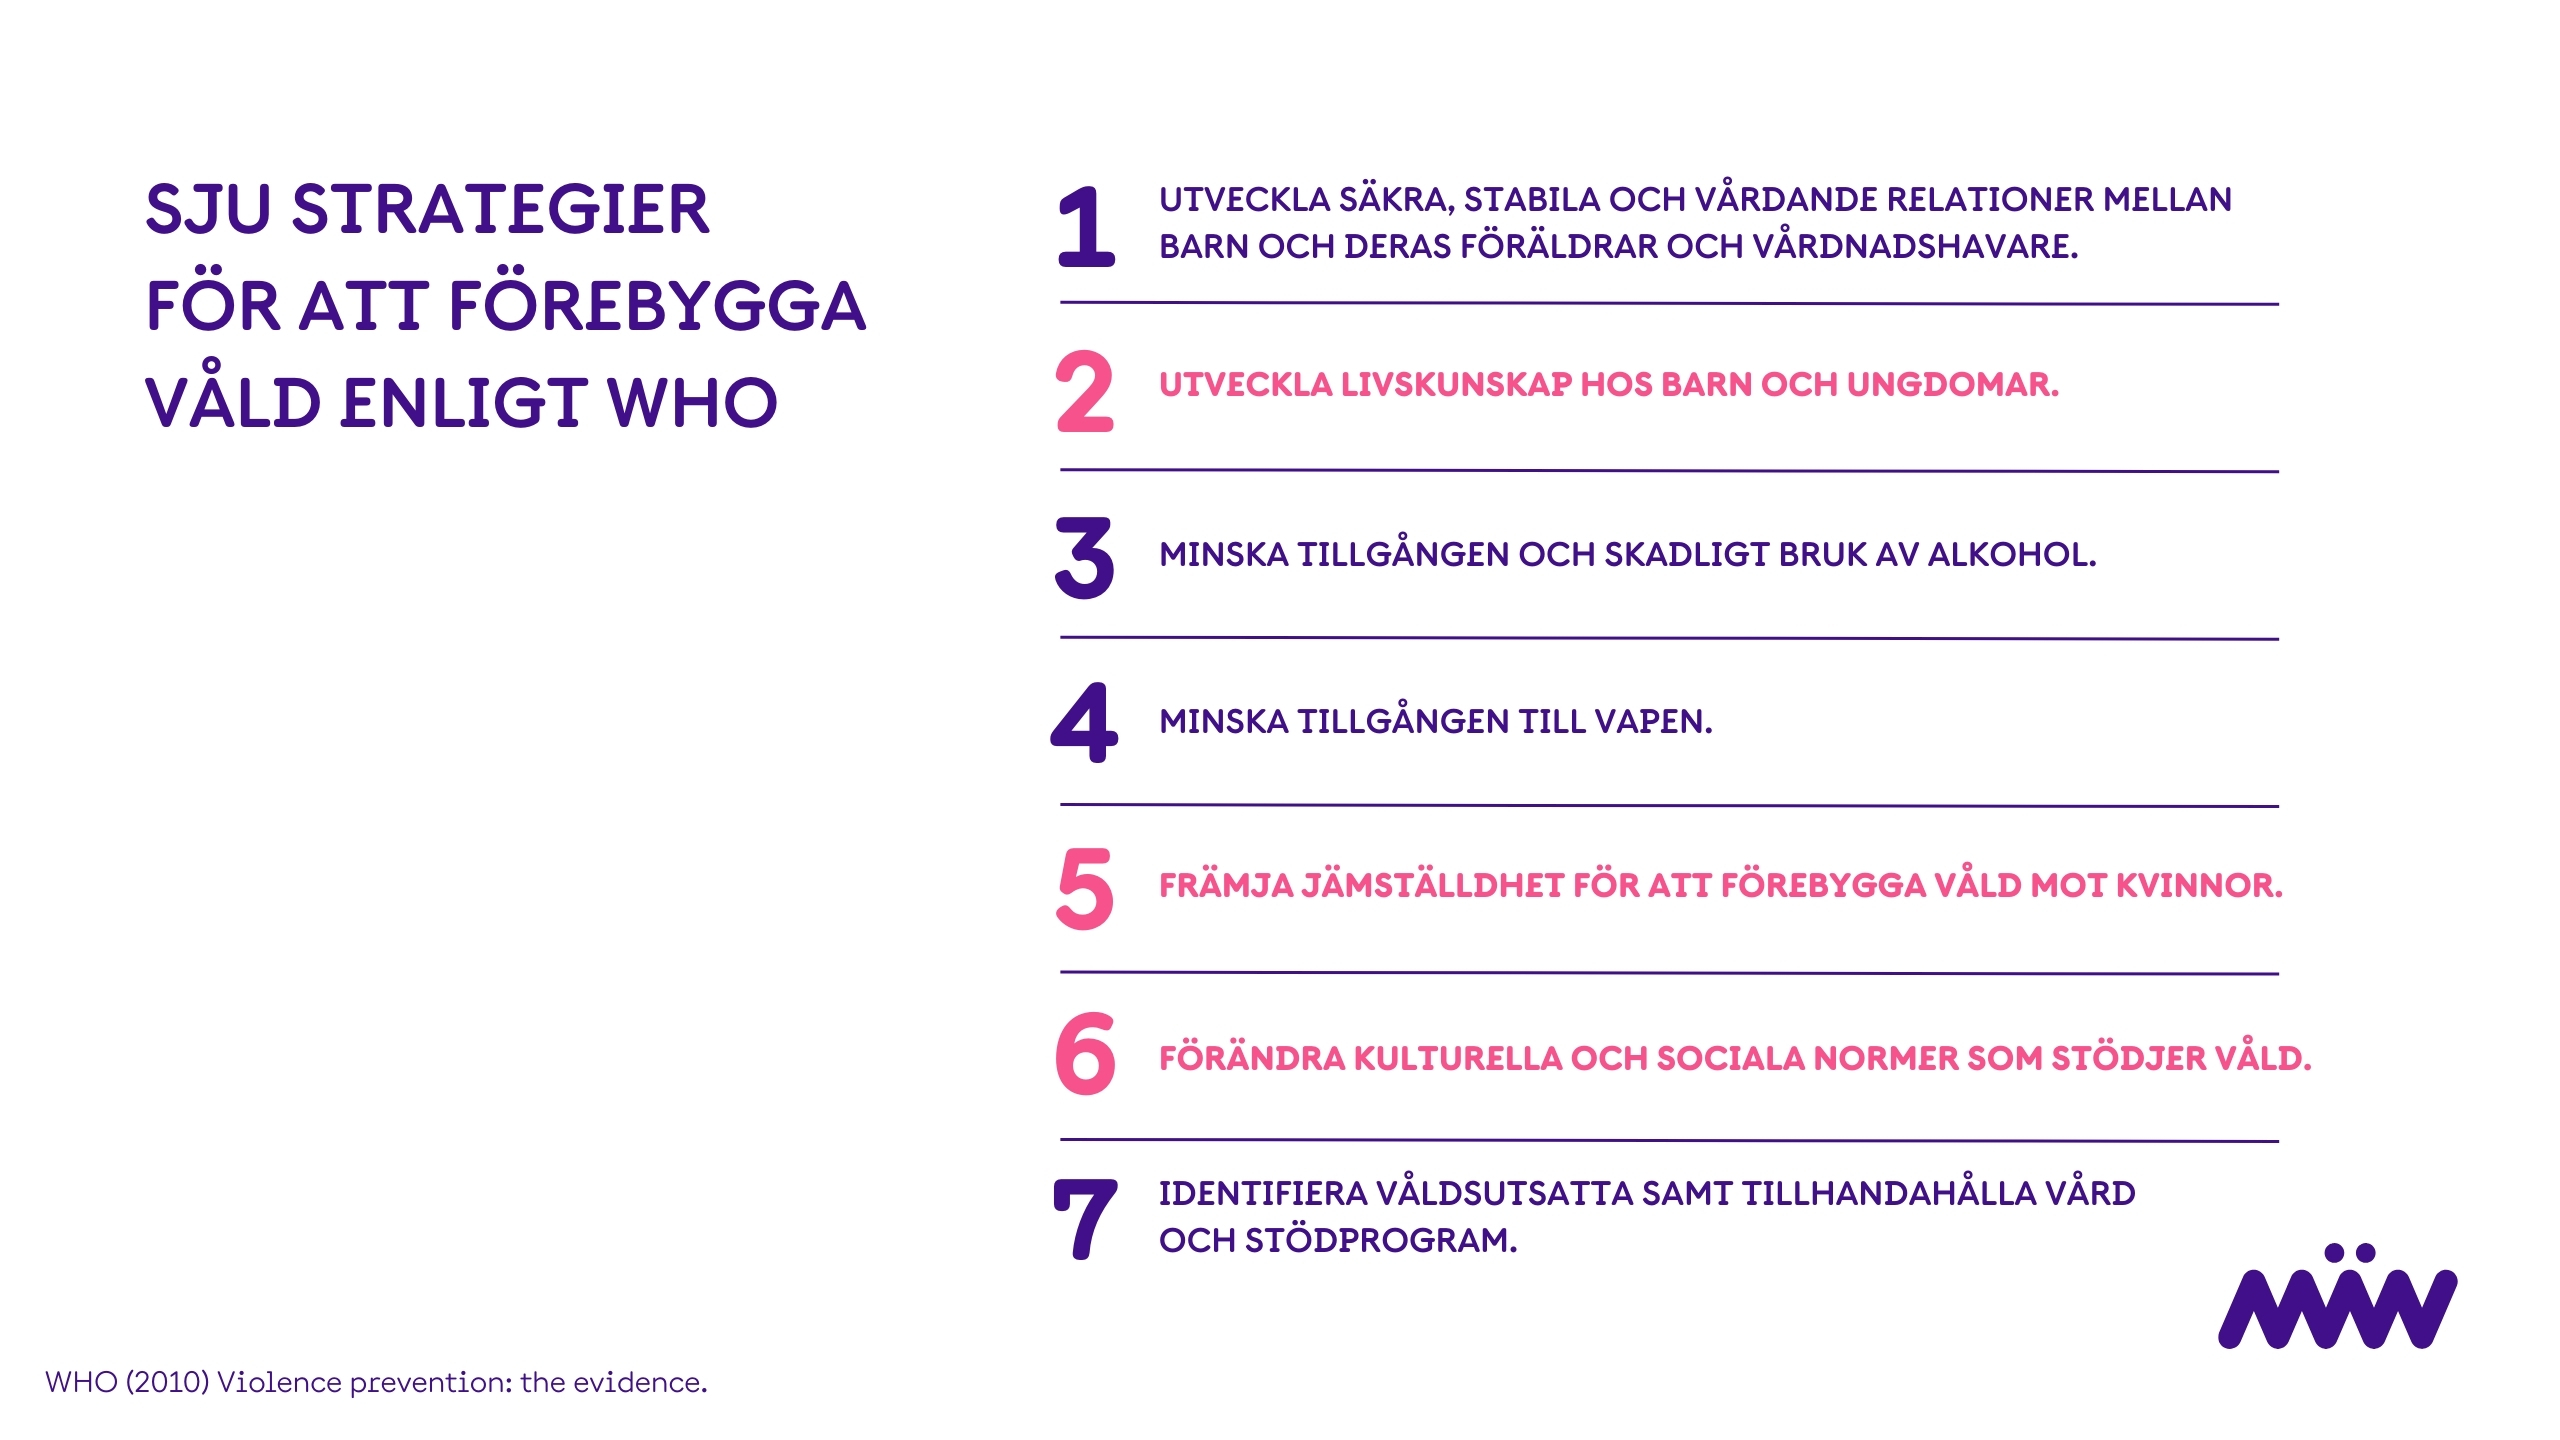 SJU STRATEGIER
FÖR ATT FÖREBYGGA
VÅLD ENLIGT WHO
1
UTVECKLA SÄKRA, STABILA OCH VÅRDANDE RELATIONER MELLAN
BARN OCH DERAS FÖRÄLDRAR OCH VÅRDNADSHAVARE.
2
UTVECKLA LIVSKUNSKAP HOS BARN OCH UNGDOMAR.
3
MINSKA TILLGÅNGEN OCH SKADLIGT BRUK AV ALKOHOL.
4
MINSKA TILLGÅNGEN TILL VAPEN.
5
FRÄMJA JÄMSTÄLLDHET FÖR ATT FÖREBYGGA VÅLD MOT KVINNOR.
6
FÖRÄNDRA KULTURELLA OCH SOCIALA NORMER SOM STÖDJER VÅLD.
7
IDENTIFIERA VÅLDSUTSATTA SAMT TILLHANDAHÅLLA VÅRD
OCH STÖDPROGRAM.
MÄN
WHO (2010) Violence prevention: the evidence.